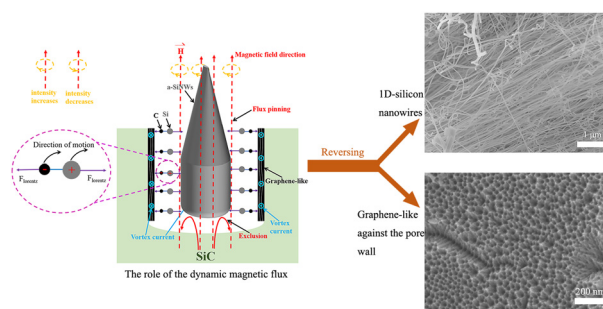 H
Magnetic field direction
a-SiNWs
intensity
increases
intensity
decreases
Flux pinning
C
Si
Direction of motion
-
+
F Lorentz
F Lorentz
Graphene-like
Vortex
current
Vortex current
Exclusion
SiC
The role of the dynamic magnetic flux
Reversing
1D-silicon
nanowires
1 μm
Graphene-like
against the pore
wall
200 nm